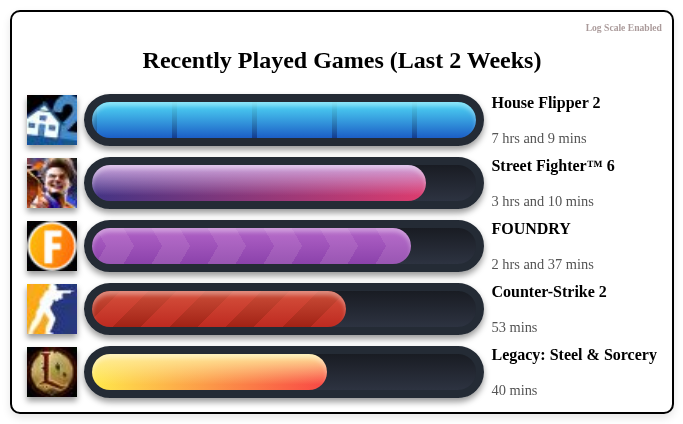 Log Scale Enabled
Recently Played Games (Last 2 Weeks)
2
House Flipper 2
7 hrs and 9 mins
Street Fighter™ 6
3 hrs and 10 mins
F
FOUNDRY
2 hrs and 37 mins
Counter-Strike 2
53 mins
L
Legacy: Steel & Sorcery
40 mins